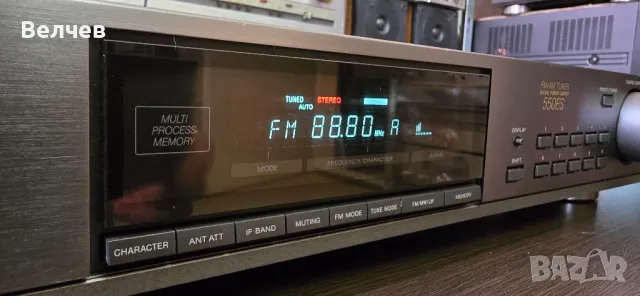 Велчев
TUNED STEREO
AUTO
FM 88.80 MHz A
MULTI
PROCESS
MEMORY
MODE
FREQUENCY/CHARACTER
FM-AM TUNER
550ES
DISPLAY
SHIFT
CHARACTER
ANT ATT
IF BAND
MUTING
FM MODE
TUNE MODE
FM/MW/LW
MEMORY
bazar